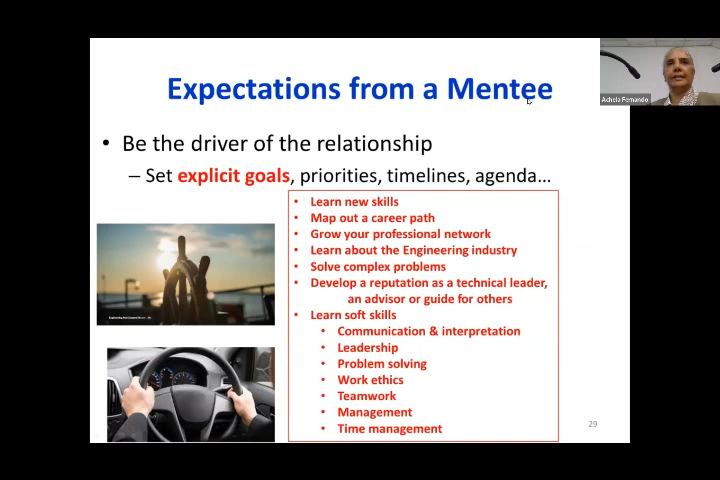 Expectations from a Mentee
• Be the driver of the relationship
– Set explicit goals, priorities, timelines, agenda...
• Learn new skills
• Map out a career path
• Grow your professional network
• Learn about the Engineering industry
• Solve complex problems
• Develop a reputation as a technical leader,
an advisor or guide for others
• Learn soft skills
• Communication & interpretation
• Leadership
• Problem solving
• Work ethics
• Teamwork
• Management
• Time management
29
Achela Fernando